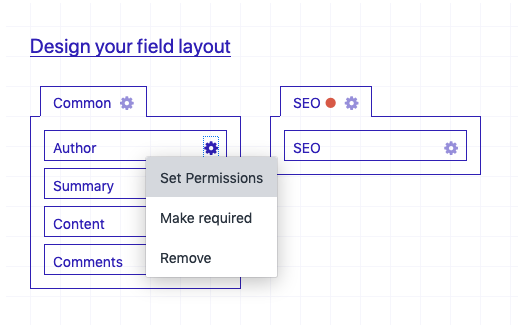 Design your field layout
Common
SEO
Author
SEO
Set Permissions
Summary
Make required
Content
Remove
Comments